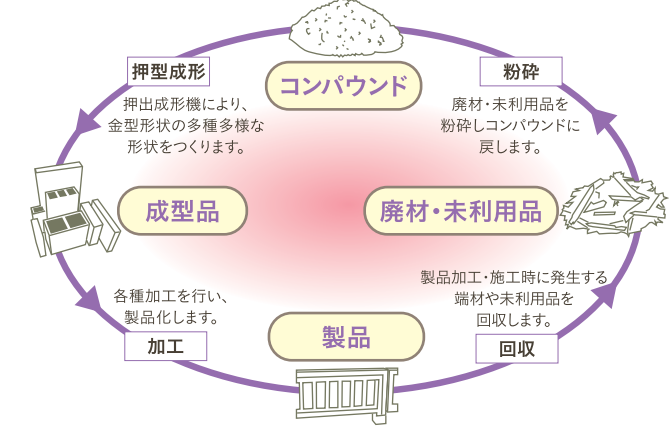 コンパウンド
押型成形
押出成形機により、
金型形状の多種多様な
形状をつくります。
粉砕
廃材・未利用品を
粉砕しコンパウンドに
戻します。
成型品
廃材・未利用品
各種加工を行い、
製品化します。
加工
製品
製品加工・施工時に発生する
端材や未利用品を
回収します。
回収